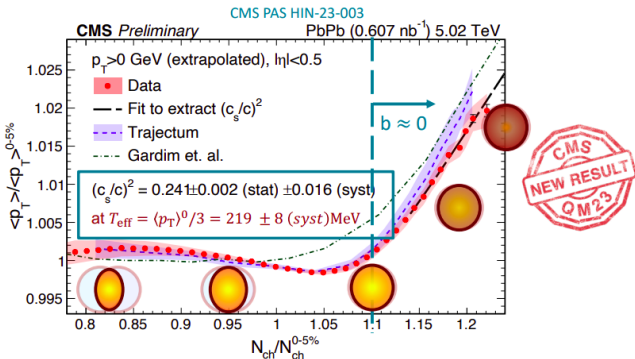 CMS PAS HIN-23-003
CMS Preliminary PbPb (0.607 nb⁻¹) 5.02 TeV
p_T>0 GeV (extrapolated), |η|<0.5
Data
Fit to extract (c_s/c)²
Trajectum
Gardim et. al.
b ≈ 0
(c_s/c)² = 0.241±0.002 (stat) ±0.016 (syst)
at T_eff = ⟨p_T⟩⁰/3 = 219 ± 8 (syst)MeV
CMS
NEW RESULT
QM23
<p_T>/<p_T>^0-5%
1.025
1.02
1.015
1.01
1.005
1
0.995
0.8 0.85 0.9 0.95 1 1.05 1.1 1.15 1.2
N_ch/N_ch^0-5%